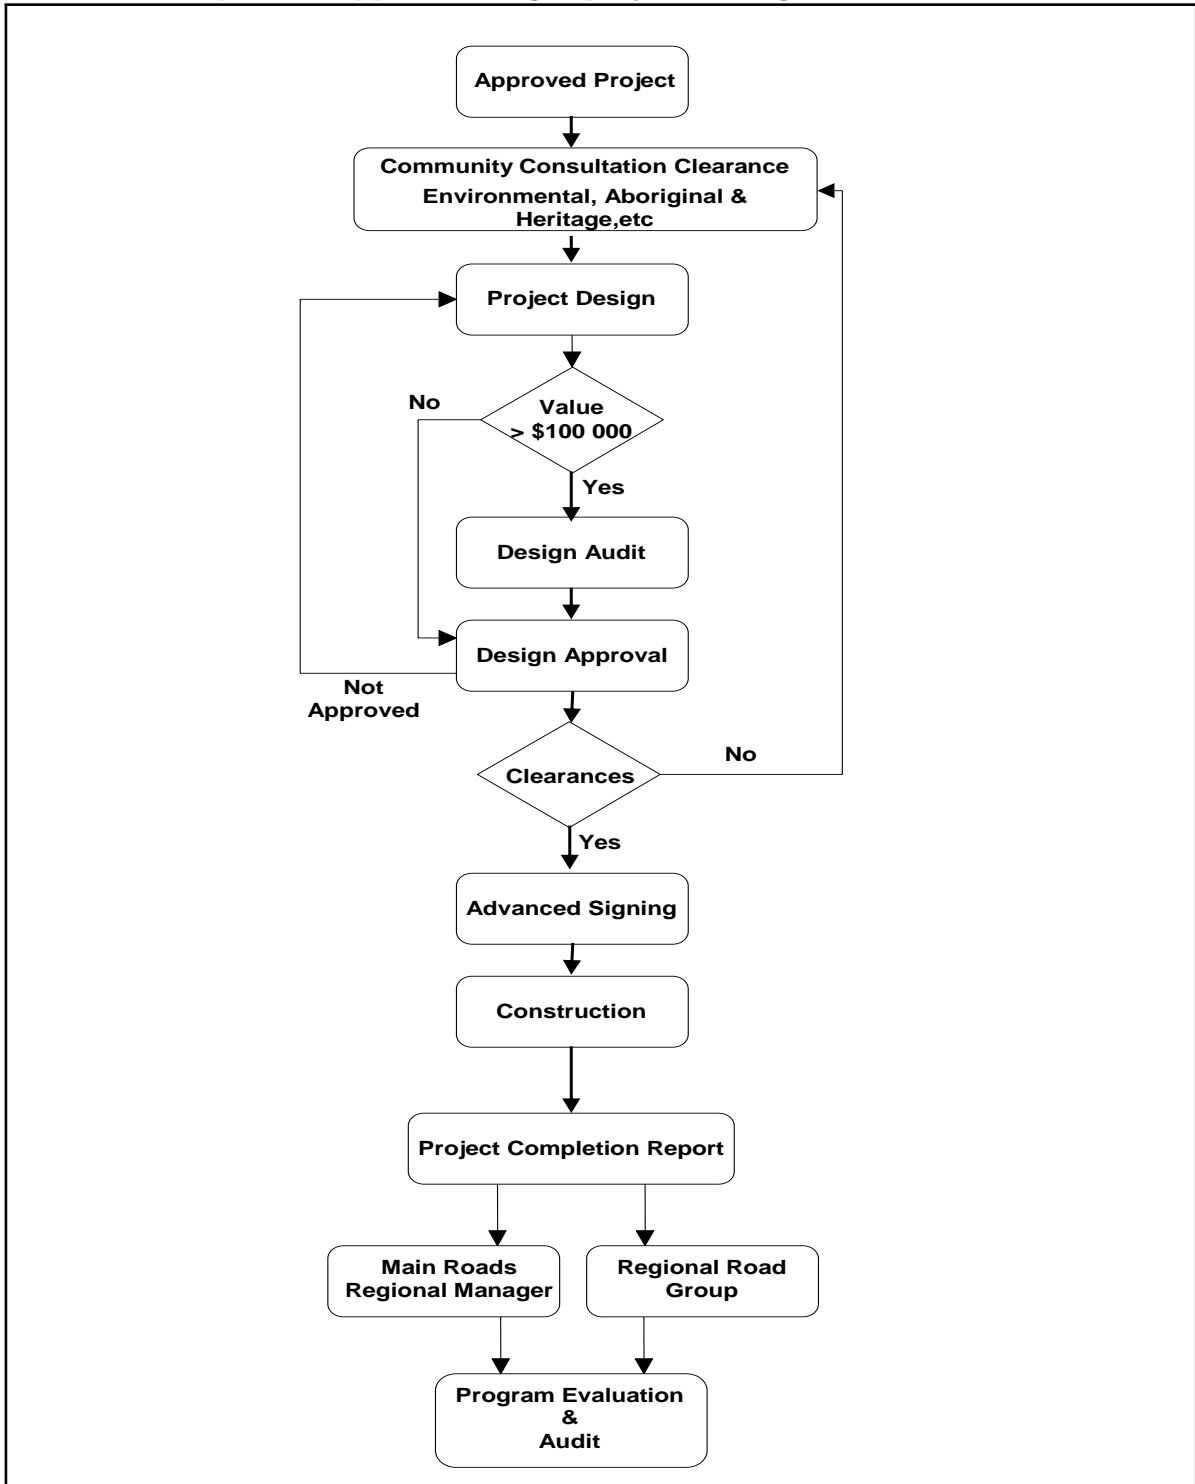 Approved Project
Community Consultation Clearance
Environmental, Aboriginal &
Heritage,etc
Project Design
Value
> $100 000
No
Yes
Design Audit
Design Approval
Not
Approved
Clearances
No
Yes
Advanced Signing
Construction
Project Completion Report
Main Roads
Regional Manager
Regional Road
Group
Program Evaluation
&
Audit